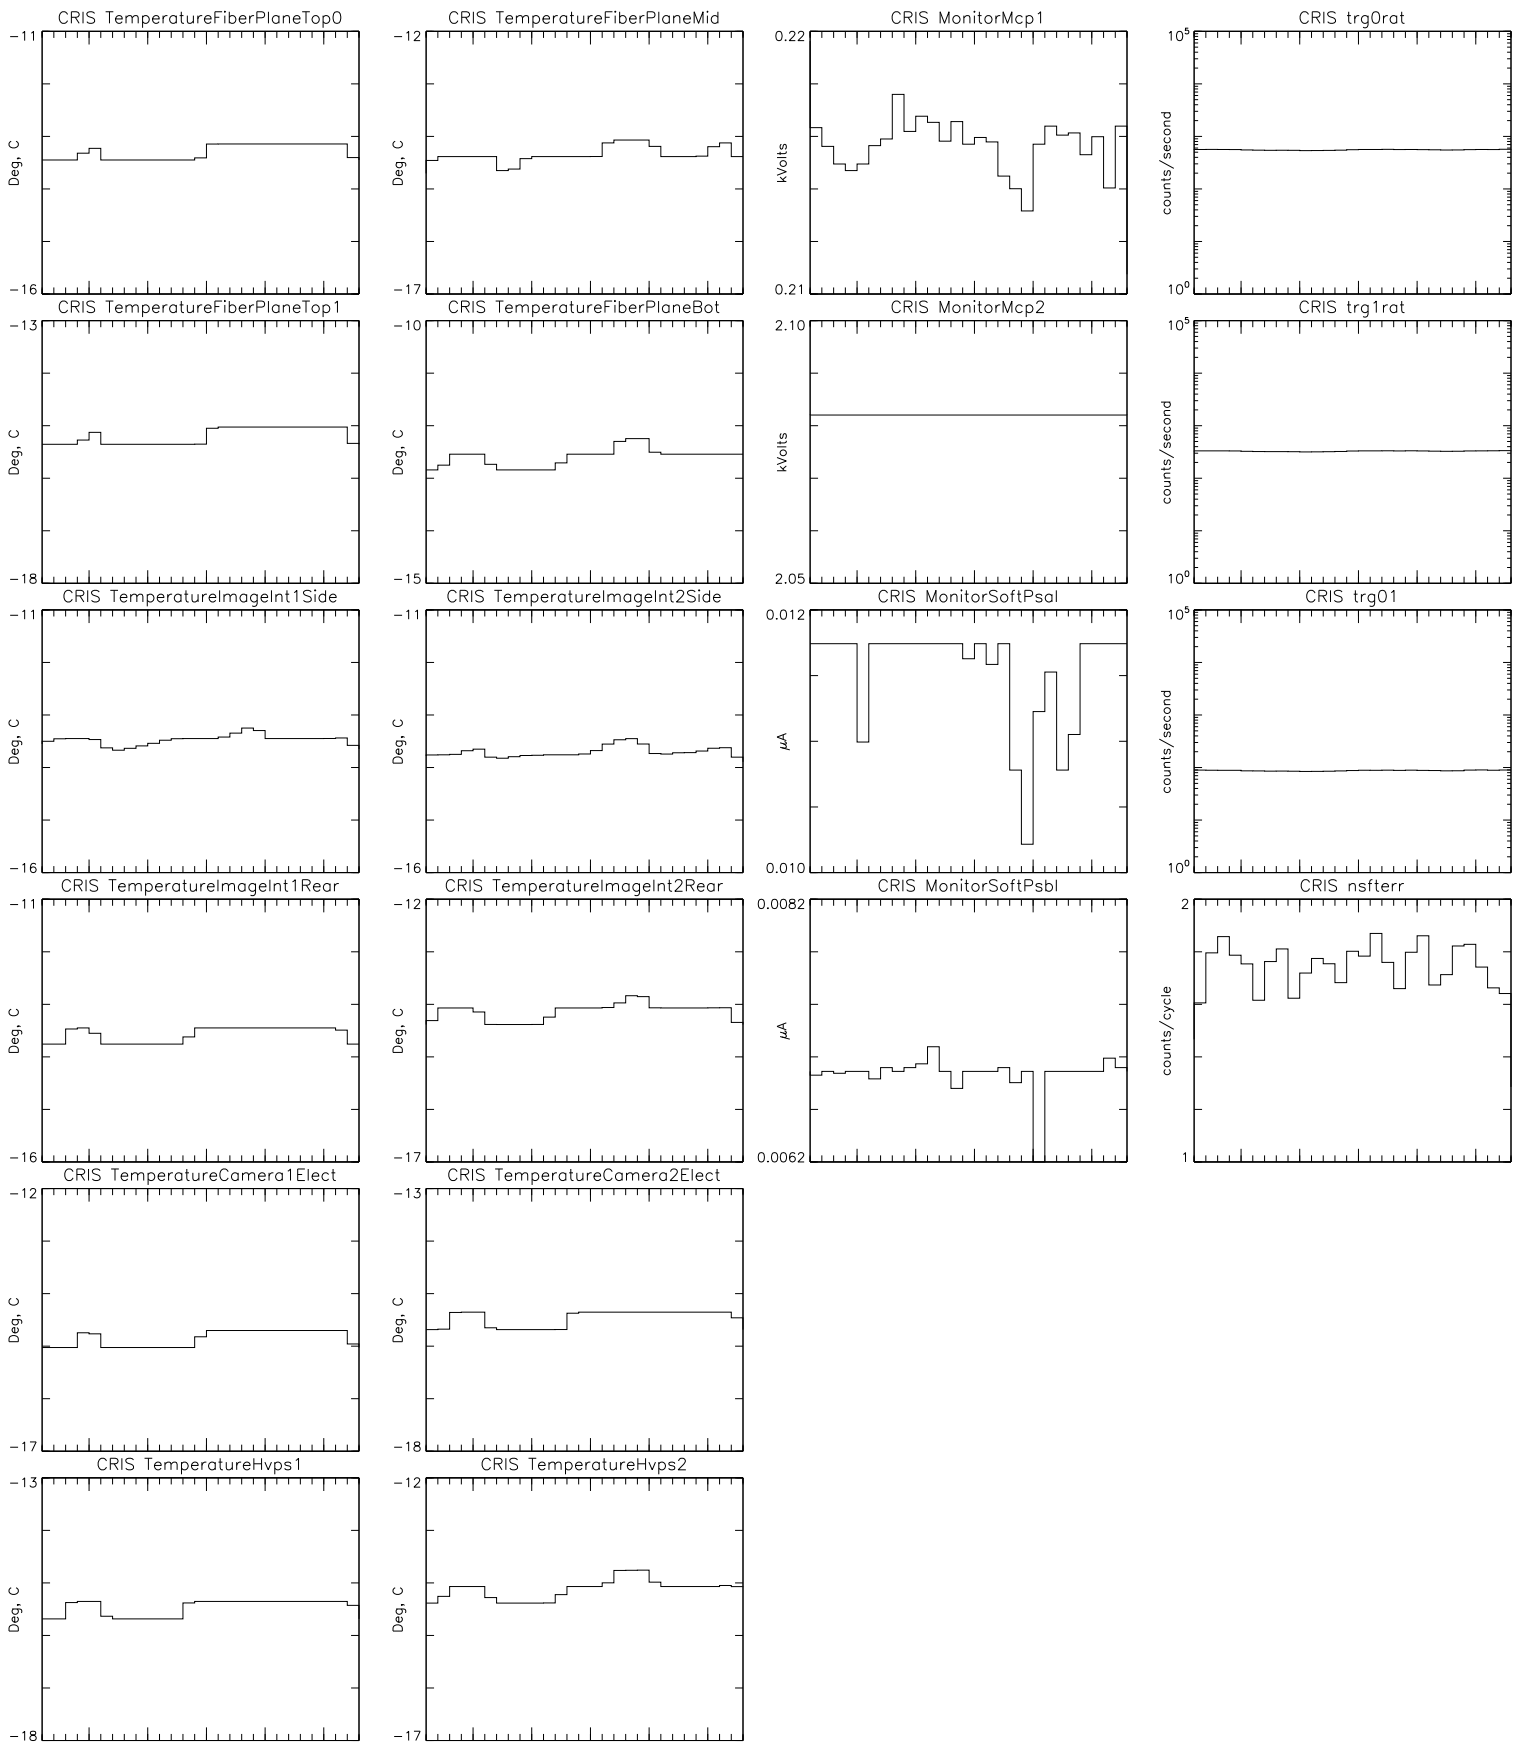 CRIS TemperatureFiberPlaneTop0
-11
Deg, C
-16
CRIS TemperatureFiberPlaneMid
-12
Deg, C
-17
CRIS MonitorMcp1
0.22
kVolts
0.21
CRIS trg0rat
10^5
counts/second
10^0
CRIS TemperatureFiberPlaneTop1
-13
Deg, C
-18
CRIS TemperatureFiberPlaneBot
-10
Deg, C
-15
CRIS MonitorMcp2
2.10
kVolts
2.05
CRIS trg1rat
10^5
counts/second
10^0
CRIS TemperatureImageInt1Side
-11
Deg, C
-16
CRIS TemperatureImageInt2Side
-11
Deg, C
-16
CRIS MonitorSoftPsaI
0.012
μA
0.010
CRIS trg01
10^5
counts/second
10^0
CRIS TemperatureImageInt1Rear
-11
Deg, C
-16
CRIS TemperatureImageInt2Rear
-12
Deg, C
-17
CRIS MonitorSoftPsbI
0.0082
μA
0.0062
CRIS nsfterr
2
counts/cycle
1
CRIS TemperatureCamera1Elect
-12
Deg, C
-17
CRIS TemperatureCamera2Elect
-13
Deg, C
-18
CRIS TemperatureHvps1
-13
Deg, C
-18
CRIS TemperatureHvps2
-12
Deg, C
-17